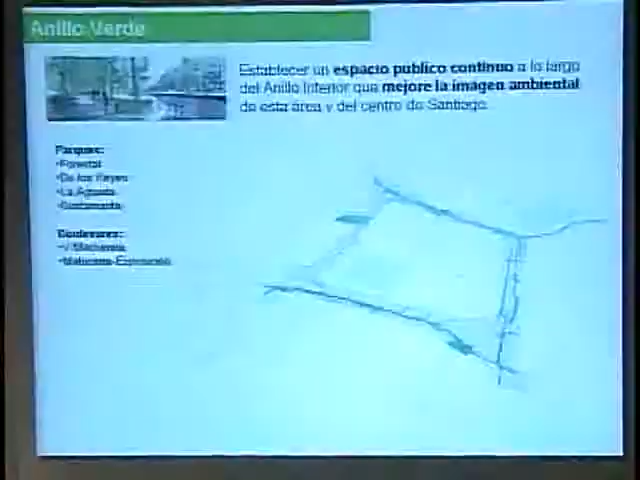 Anillo Verde
Establecer un espacio publico continuo a lo largo
del Anillo Interior que mejore la imagen ambiental
de esta área y del centro de Santiago.
Parques:
•Forestal
•De los Reyes
•La Aguada
•Bustamante
Boulevares: